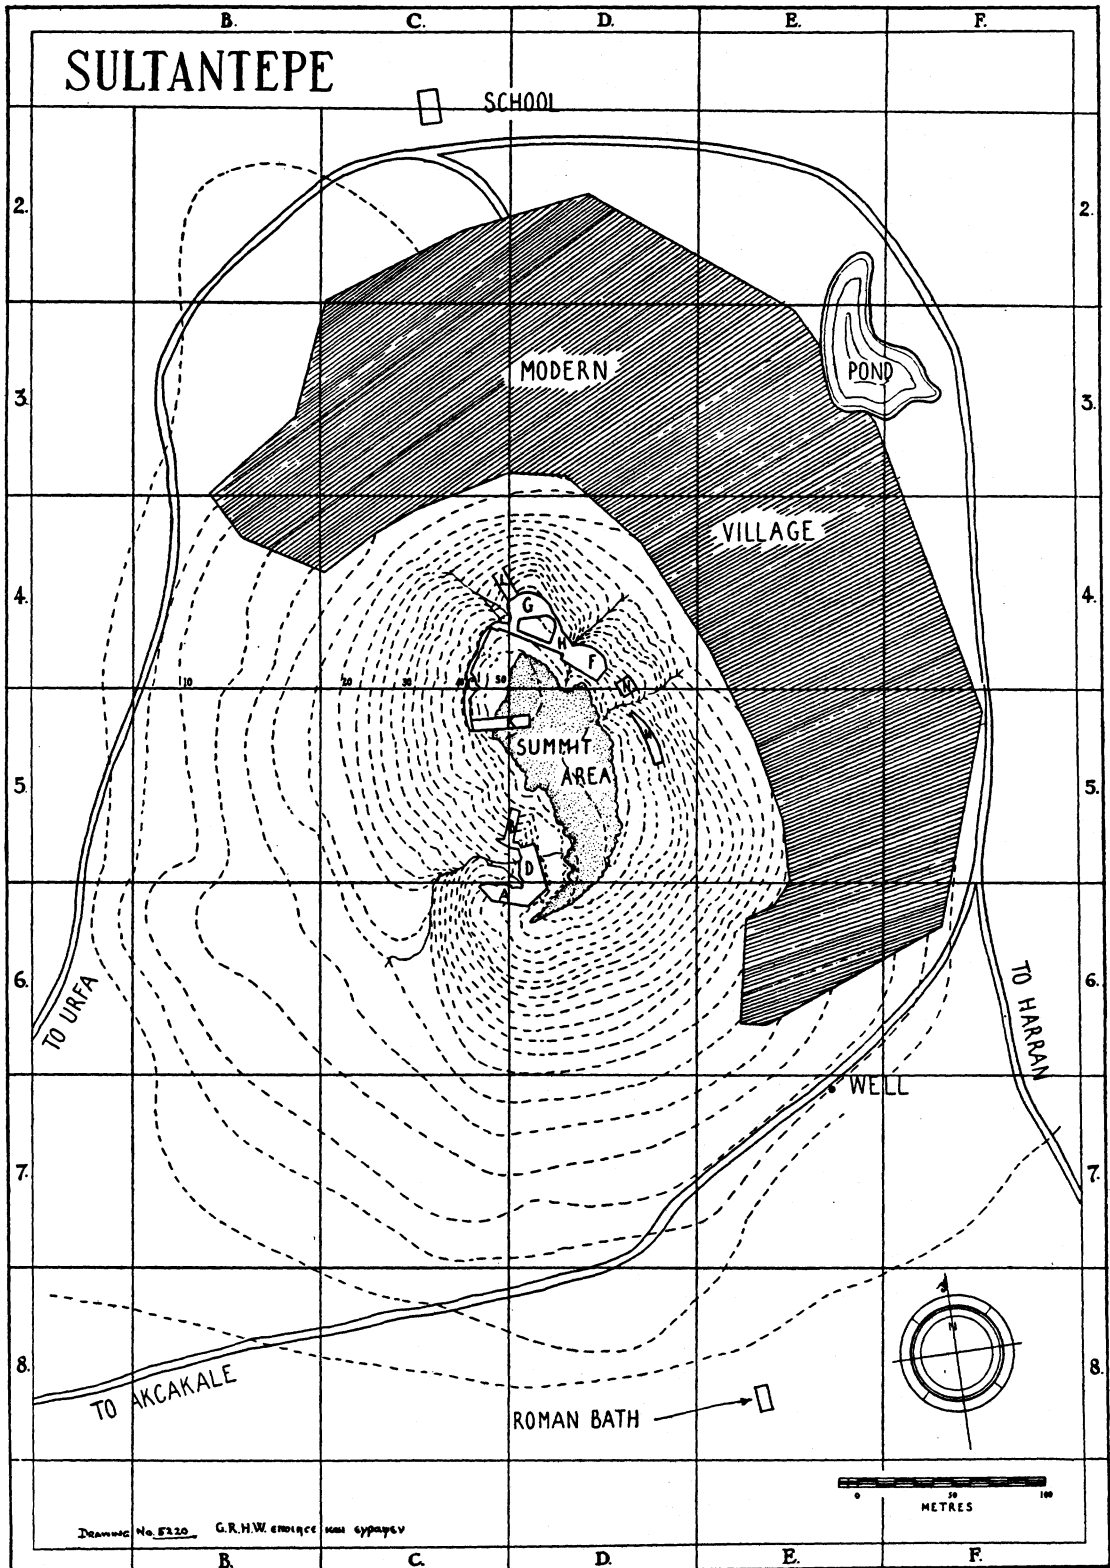 B. C. D. E. F.
SULTANTEPE
SCHOOL
2. 2.
MODERN
POND
3. 3.
VILLAGE
4. 4.
G
H
F
10 20 30 40 50
N
M
E
SUMMIT
AREA
5. 5.
B
D
A
6. 6.
TO URFA
TO HARRAN
WELL
7. 7.
N
8. 8.
TO AKCAKALE
ROMAN BATH
0 50 100
METRES
DRAWING No. 5220 G.R.H.W.
B. C. D. E. F.